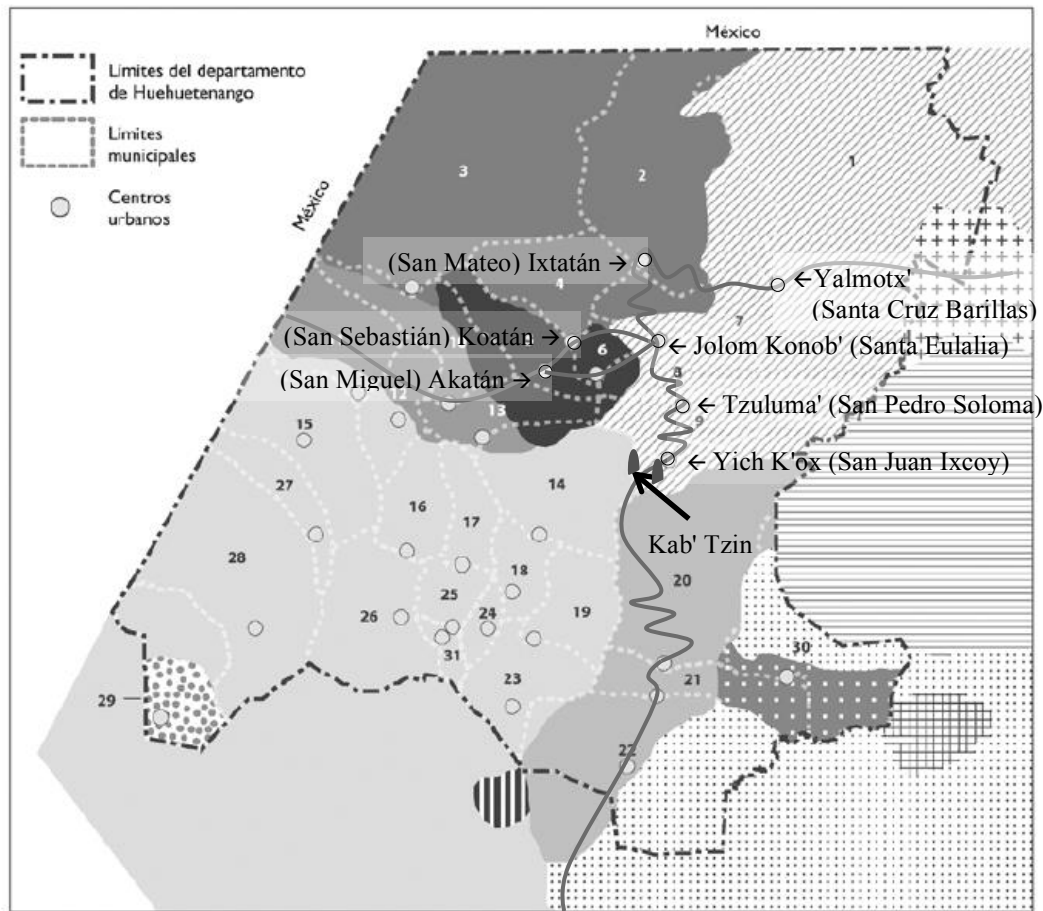 México
Límites del departamento
de Huehuetenango
Límites
municipales
Centros
urbanos
México
1
2
3
(San Mateo) Ixtatán →
4
←Yalmotx'
(Santa Cruz Barillas)
7
(San Sebastián) Koatán →
6
← Jolom Konob' (Santa Eulalia)
(San Miguel) Akatán →
8
12
13
← Tzuluma' (San Pedro Soloma)
9
15
← Yich K'ox (San Juan Ixcoy)
27
14
16
17
Kab' Tzin
28
18
20
25
24
19
26
31
30
23
21
29
22